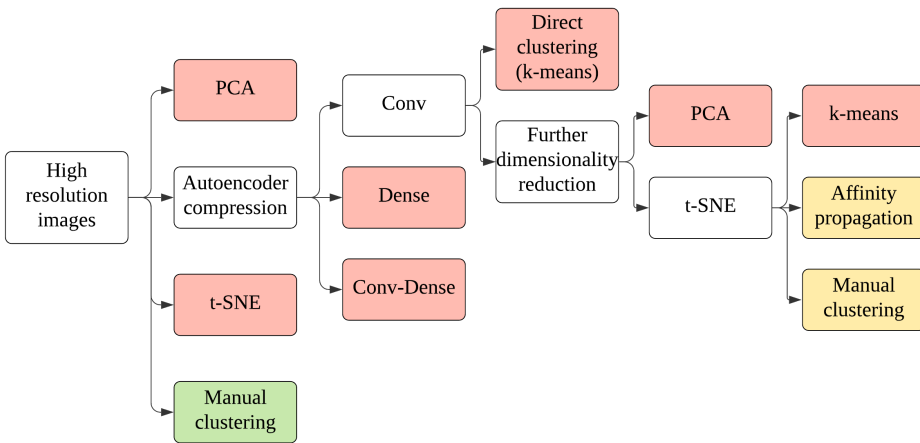 High
resolution
images
PCA
Autoencoder
compression
t-SNE
Manual
clustering
Conv
Dense
Conv-Dense
Direct
clustering
(k-means)
Further
dimensionality
reduction
PCA
t-SNE
k-means
Affinity
propagation
Manual
clustering